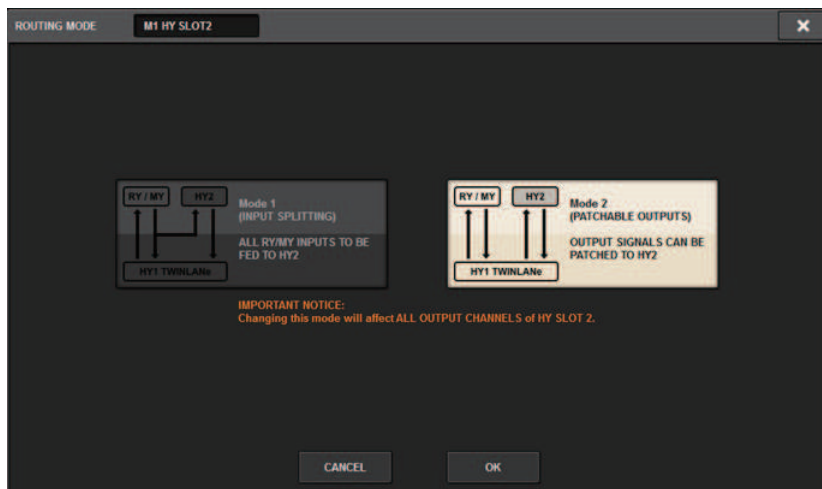 ROUTING MODE
M1 HY SLOT2
RY / MY
HY2
HY1 TWINLANe
Mode 1
(INPUT SPLITTING)
ALL RY/MY INPUTS TO BE
FED TO HY2
RY / MY
HY2
HY1 TWINLANe
Mode 2
(PATCHABLE OUTPUTS)
OUTPUT SIGNALS CAN BE
PATCHED TO HY2
IMPORTANT NOTICE:
Changing this mode will affect ALL OUTPUT CHANNELS of HY SLOT 2.
CANCEL
OK